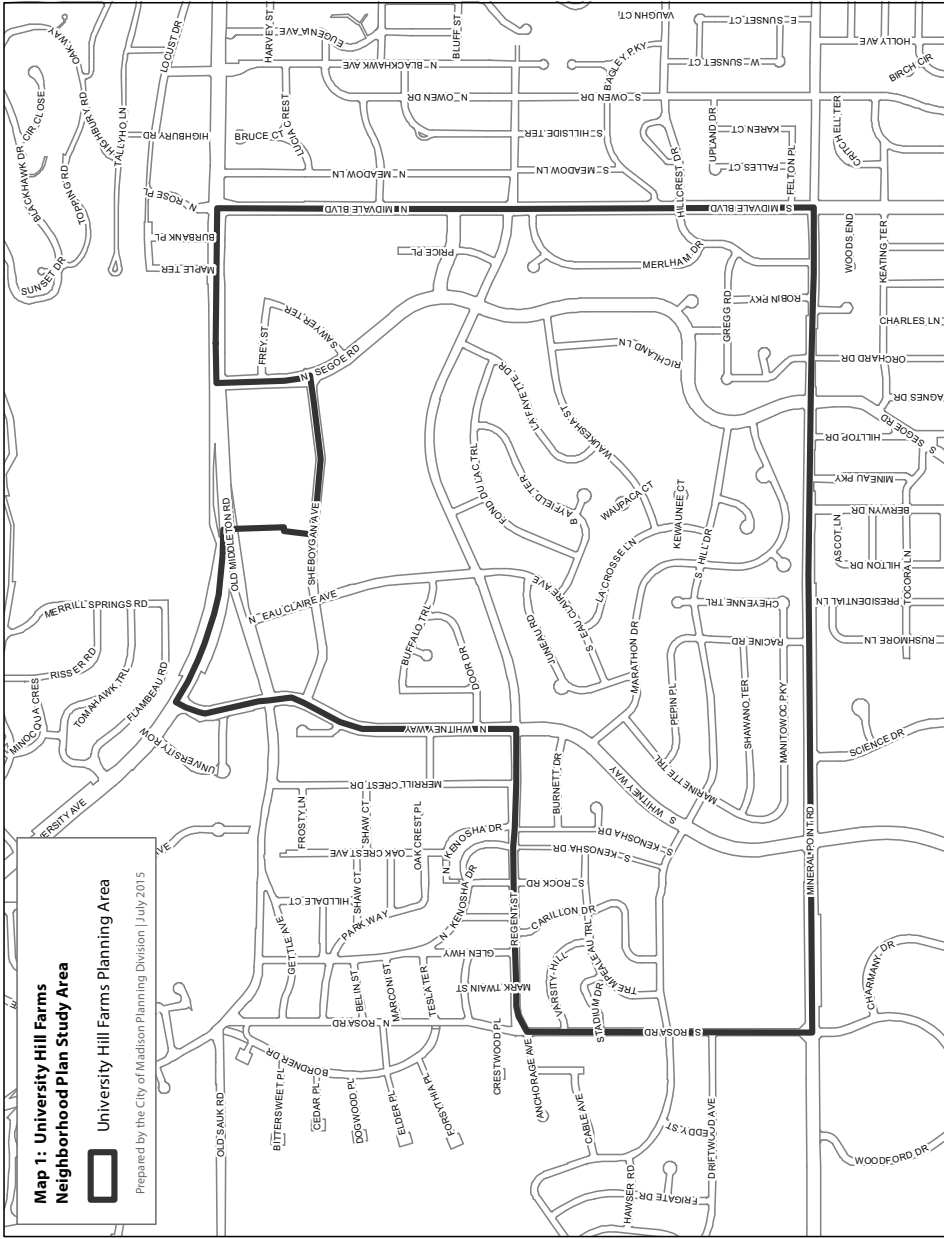 Map 1: University Hill Farms
Neighborhood Plan Study Area
University Hill Farms Planning Area
Prepared by the City of Madison Planning Division | July 2015
OAK WAY
LOCUST DR
HARVEY ST
EUGENIA AVE
BLUFF ST
VAUGHN CT
E SUNSET CT
HOLLY AVE
BLACKHAWK DR
CIR CLOSE
HIGHBURY RD
TALLYHO LN
TOPPING RD
SUNSET DR
HIGHBURY RD
BRUCE CT
LUCIA CREST
N BLACKHAWK AVE
N OWEN DR
BAGLEY PKY
S OWEN DR
W SUNSET CT
BIRCH CIR
KAREN CT
UPLAND DR
CRITCHELL TER
N MEADOW LN
S HILLSIDE TER
S MEADOW LN
FALLES CT
FELTON PL
HILLCREST DR
N ROSE PL
BURBANK PL
MAPLE TER
N MIDVALE BLVD
S MIDVALE BLVD
PRICE PL
MERLHAM DR
WOODS END
KEATING TER
FREY ST
SAWYER TER
N SEGOE RD
GREGG RD
ROBIN PKY
CHARLES LN
RICHLAND LN
ORCHARD DR
AGNES DR
S SEGOE RD
HILLTOP DR
MINEAU PKY
BERWYN DR
ASCOT LN
HILTON DR
TOCORA LN
PRESIDENTIAL LN
RUSHMORE LN
LA FAYETTE DR
WAUKESHA ST
FOND DU LAC TRL
BAYFIELD TER
WAUPACA CT
KEWAUNEE CT
LA CROSSE LN
S HILL DR
OLD MIDDLETON RD
SHEBOYGAN AVE
N EAU CLAIRE AVE
S EAU CLAIRE AVE
JUNEAU RD
BUFFALO TRL
DOOR DR
MARATHON DR
CHEYENNE TRL
RACINE RD
PEPIN PL
SHAWANO TER
MANITOWOC PKY
MARINETTE TRL
SCIENCE DR
MERRILL SPRINGS RD
RISSER RD
MINOCQUA CRES
TOMAHAWK TRL
FLAMBEAU RD
UNIVERSITY ROW
ERSITY AVE
VE
N WHITNEY WAY
S WHITNEY WAY
BURNETT DR
MERRILL CREST DR
FROSTY LN
SHAW CT
OAK CREST AVE
OAK CREST PL
N KENOSHA DR
S KENOSHA DR
S KENOSHA DR
MINERAL POINT RD
HILLDALE CT
SHAW CT
PARK WAY
N KENOSHA DR
REGENT ST
S ROCK RD
CARILLON DR
GETTLE AVE
GLEN HWY
VARSITY HILL
TREMPEALEAU TRL
STADIUM DR
BELIN ST
MARCONI ST
TESLA TER
MARK TWAIN ST
N ROSA RD
S ROSA RD
CHARMANY DR
BORDNER DR
CRESTWOOD PL
ANCHORAGE AVE
OLD SAUK RD
BITTERSWEET PL
CEDAR PL
DOGWOOD PL
ELDER PL
FORSYTHIA PL
CABLE AVE
EDDY ST
DRIFTWOOD AVE
HAWSER RD
FRIGATE DR
WOODFORD DR